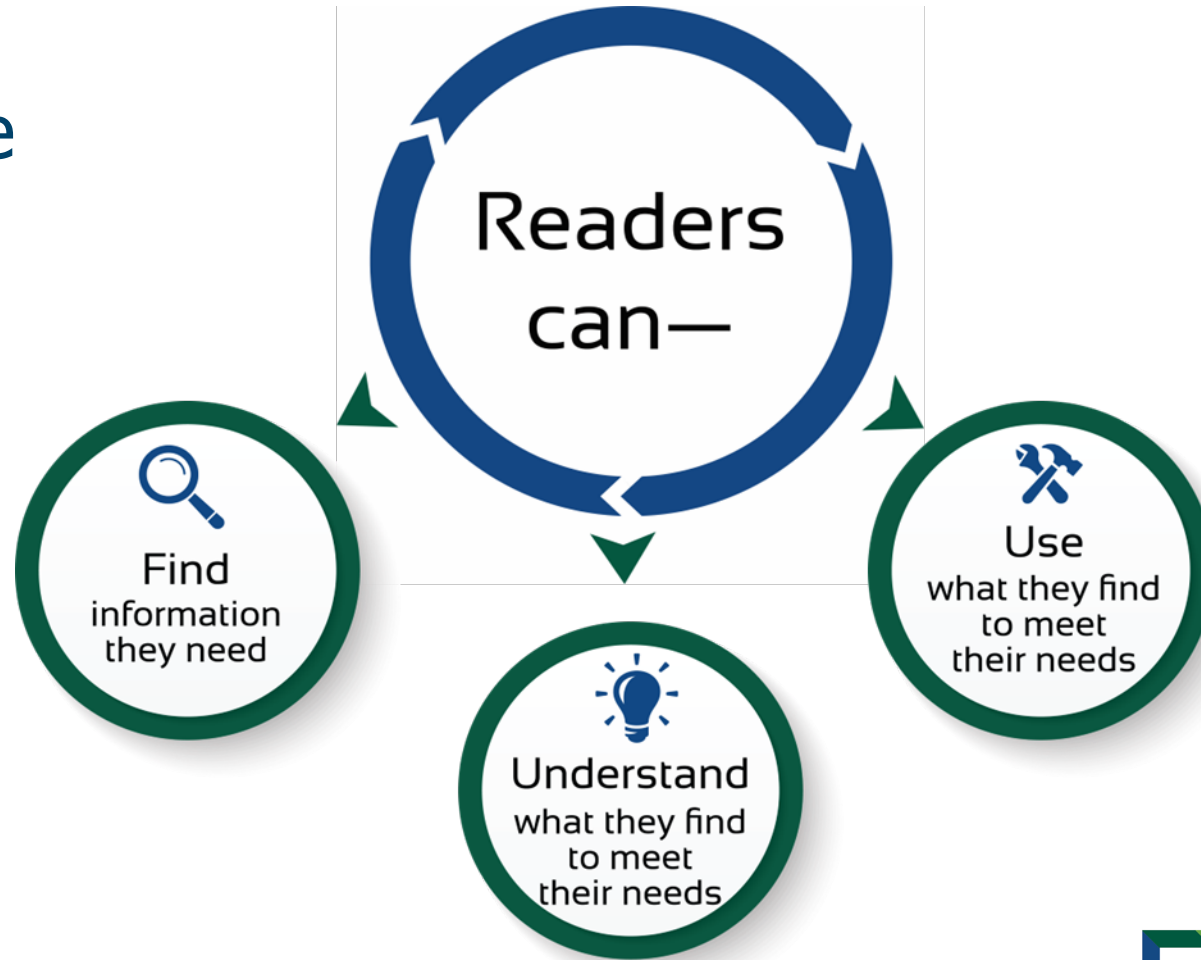 e
Readers
can—
Find
information
they need
Understand
what they find
to meet
their needs
Use
what they find
to meet
their needs